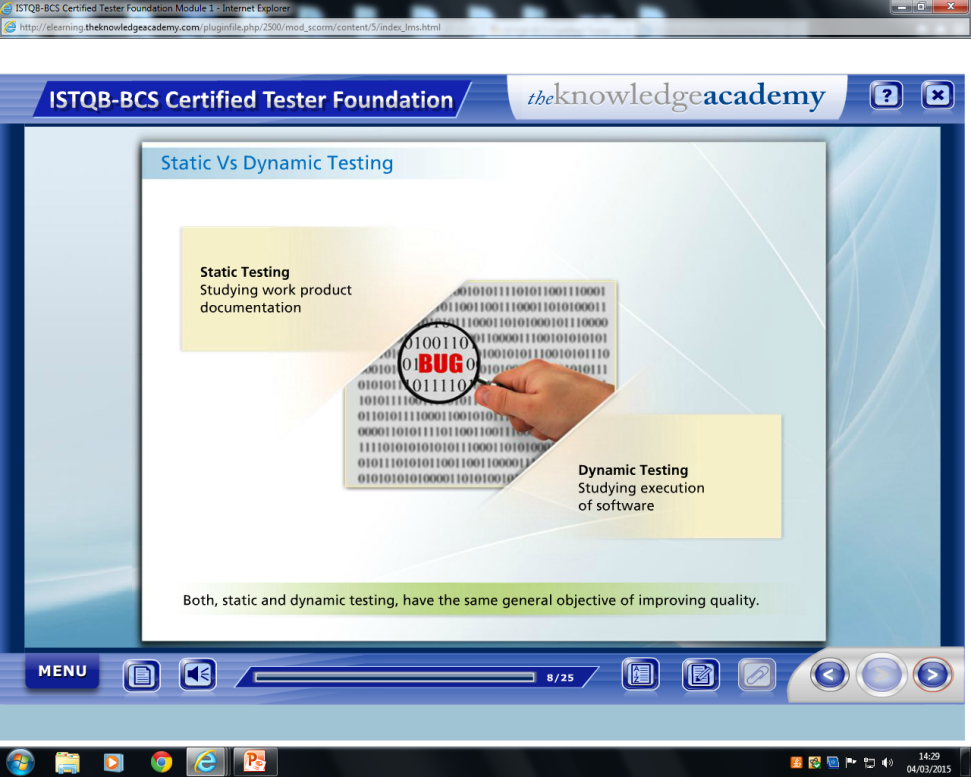 ISTQB-BCS Certified Tester Foundation Module 1 - Internet Explorer
http://elearning.theknowledgeacademy.com/pluginfile.php/2500/mod_scorm/content/5/index_lms.html
ISTQB-BCS Certified Tester Foundation
theknowledgeacademy
?
Static Vs Dynamic Testing
Static Testing
Studying work product
documentation
BUG
Dynamic Testing
Studying execution
of software
Both, static and dynamic testing, have the same general objective of improving quality.
MENU
8/25
14:29
04/03/2015